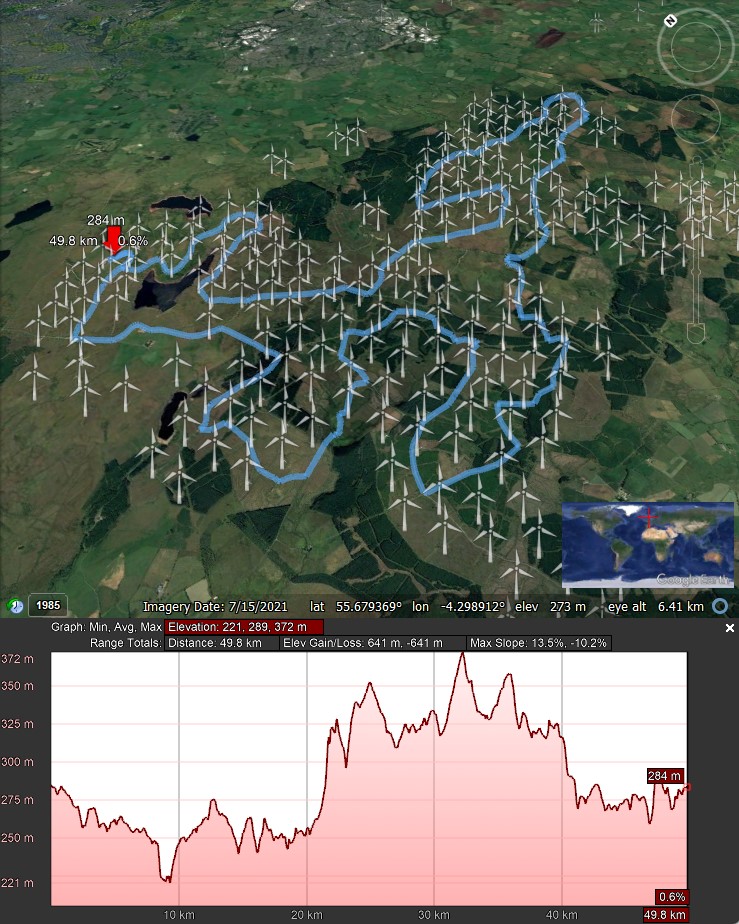 N
284 m
49.8 km 0.6%
Google Earth
1985 Imagery Date: 7/15/2021 lat 55.679369° lon -4.298912° elev 273 m eye alt 6.41 km
Graph: Min, Avg, Max Elevation: 221, 289, 372 m
Range Totals: Distance: 49.8 km Elev Gain/Loss: 641 m, -641 m Max Slope: 13.5%, -10.2%
372 m
350 m
325 m
300 m
284 m
275 m
250 m
221 m
0.6%
10 km 20 km 30 km 40 km 49.8 km